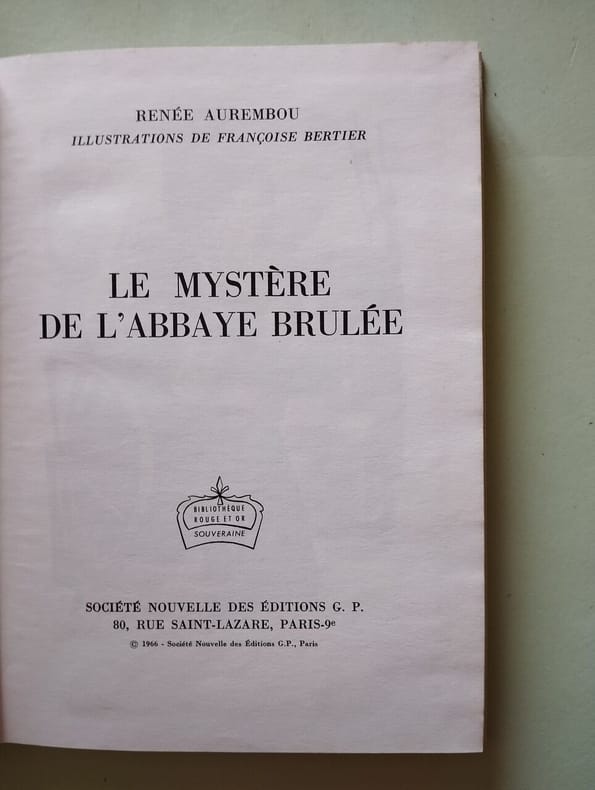 RENÉE AUREMBOU
ILLUSTRATIONS DE FRANÇOISE BERTIER
LE MYSTÈRE
DE L'ABBAYE BRULÉE
BIBLIOTHÈQUE
ROUGE ET OR
SOUVERAINE
SOCIÉTÉ NOUVELLE DES ÉDITIONS G. P.
80, RUE SAINT-LAZARE, PARIS-9e
© 1966 - Société Nouvelle des Éditions G.P., Paris